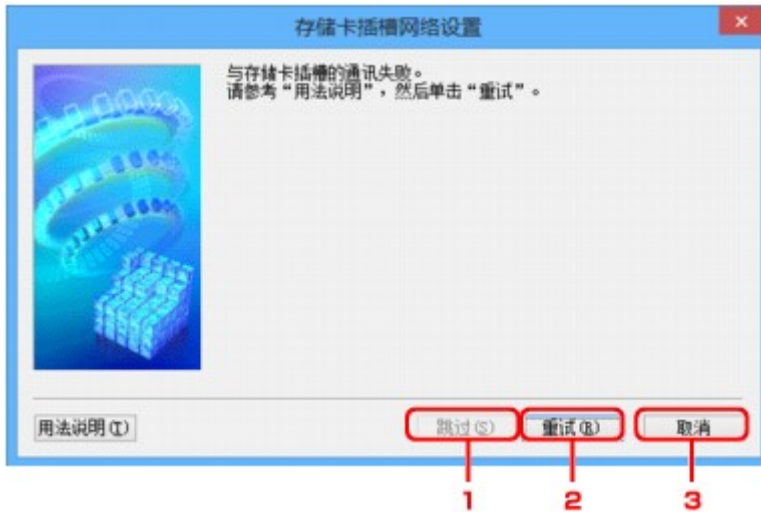 存储卡插槽网络设置
与存储卡插槽的通讯失败。
请参考“用法说明”，然后单击“重试”。
用法说明(I)
跳过(S)
重试(R)
取消
1
2
3